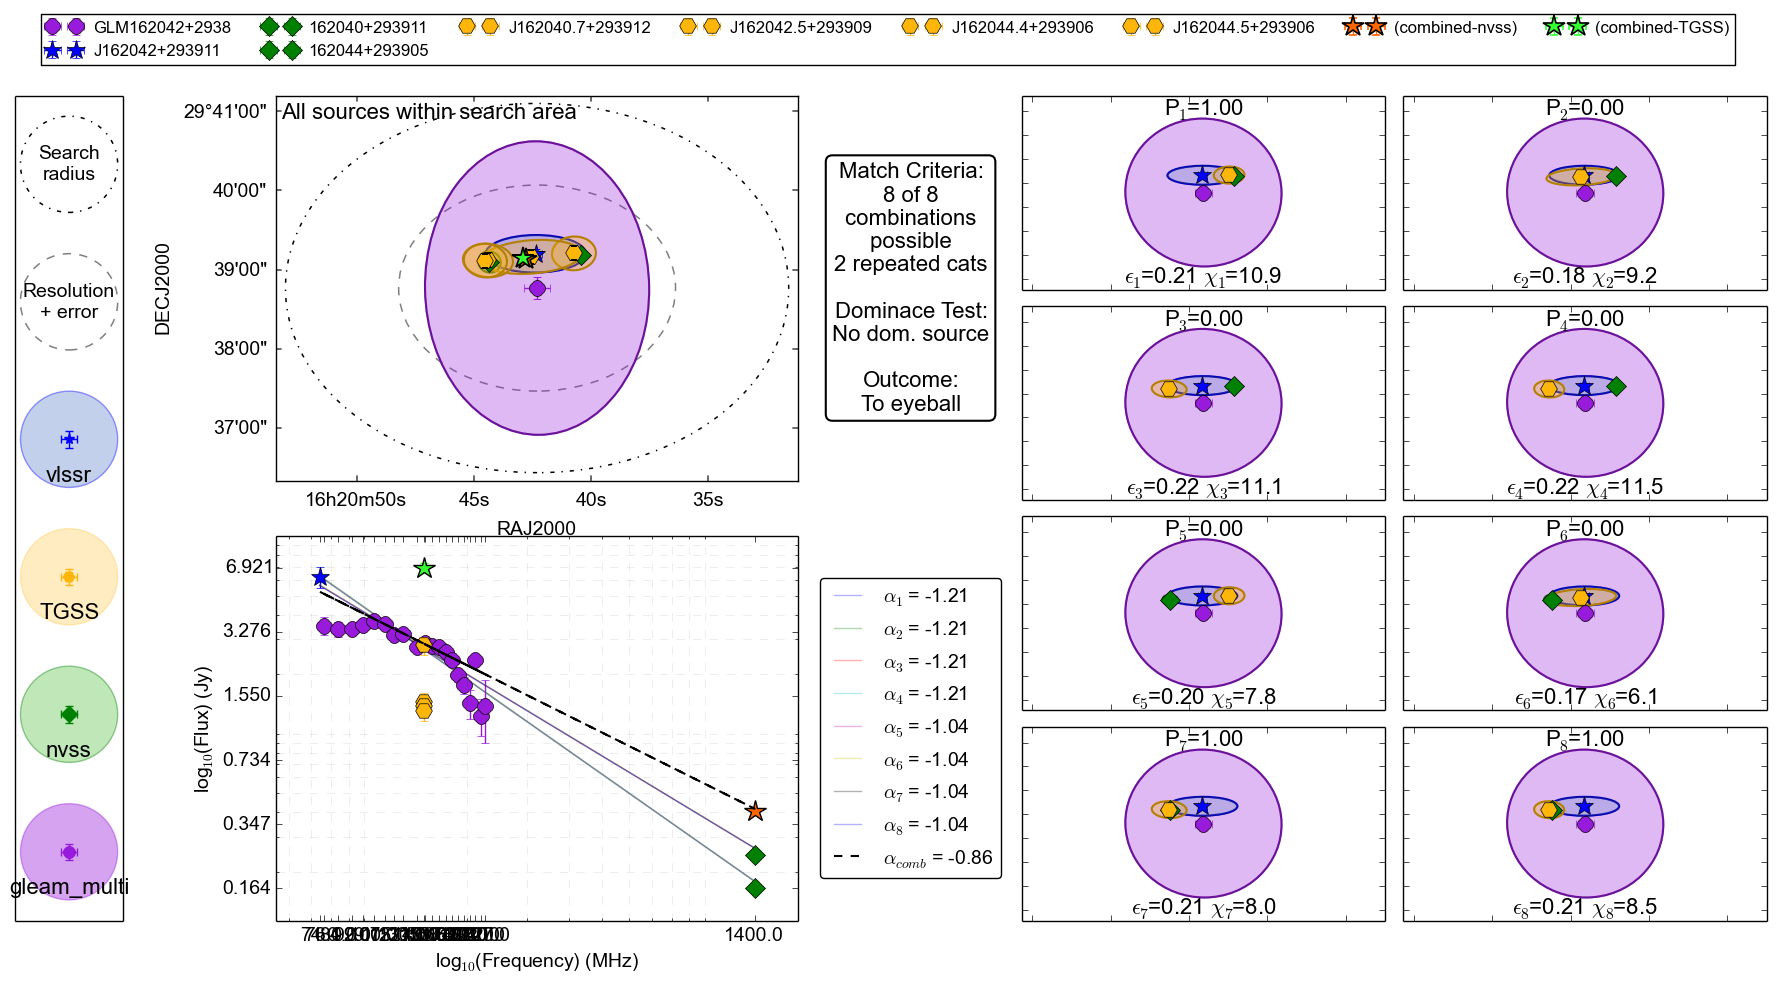 GLM162042+2938
162040+293911
J162040.7+293912
J162042.5+293909
J162044.4+293906
J162044.5+293906
(combined-nvss)
(combined-TGSS)
J162042+293911
162044+293905
Search
radius
Resolution
+ error
vlssr
TGSS
nvss
gleam_multi
All sources within search area
29°41'00"
40'00"
39'00"
38'00"
37'00"
DECJ2000
16h20m50s
45s
40s
35s
RAJ2000
Match Criteria:
8 of 8
combinations
possible
2 repeated cats
Dominace Test:
No dom. source
Outcome:
To eyeball
6.921
3.276
1.550
0.734
0.347
0.164
log₁₀(Flux) (Jy)
1400.0
log₁₀(Frequency) (MHz)
α₁ = -1.21
α₂ = -1.21
α₃ = -1.21
α₄ = -1.21
α₅ = -1.04
α₆ = -1.04
α₇ = -1.04
α₈ = -1.04
α_comb = -0.86
P₁=1.00
ϵ₁=0.21 χ₁=10.9
P₂=0.00
ϵ₂=0.18 χ₂=9.2
P₃=0.00
ϵ₃=0.22 χ₃=11.1
P₄=0.00
ϵ₄=0.22 χ₄=11.5
P₅=0.00
ϵ₅=0.20 χ₅=7.8
P₆=0.00
ϵ₆=0.17 χ₆=6.1
P₇=1.00
ϵ₇=0.21 χ₇=8.0
P₈=1.00
ϵ₈=0.21 χ₈=8.5